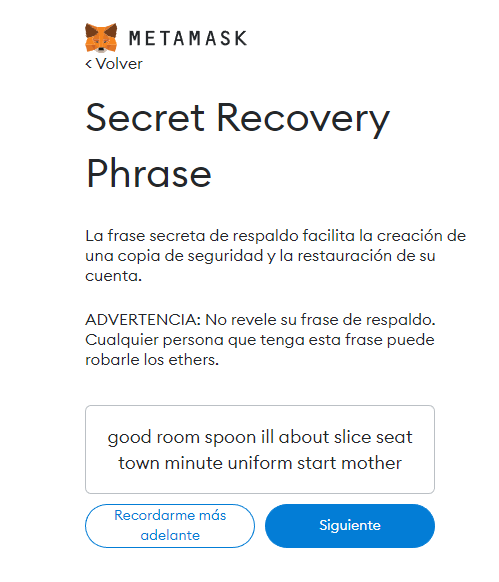 METAMASK
< Volver
Secret Recovery
Phrase
La frase secreta de respaldo facilita la creación de
una copia de seguridad y la restauración de su
cuenta.
ADVERTENCIA: No revele su frase de respaldo.
Cualquier persona que tenga esta frase puede
robarle los ethers.
good room spoon ill about slice seat
town minute uniform start mother
Recordarme más
adelante
Siguiente